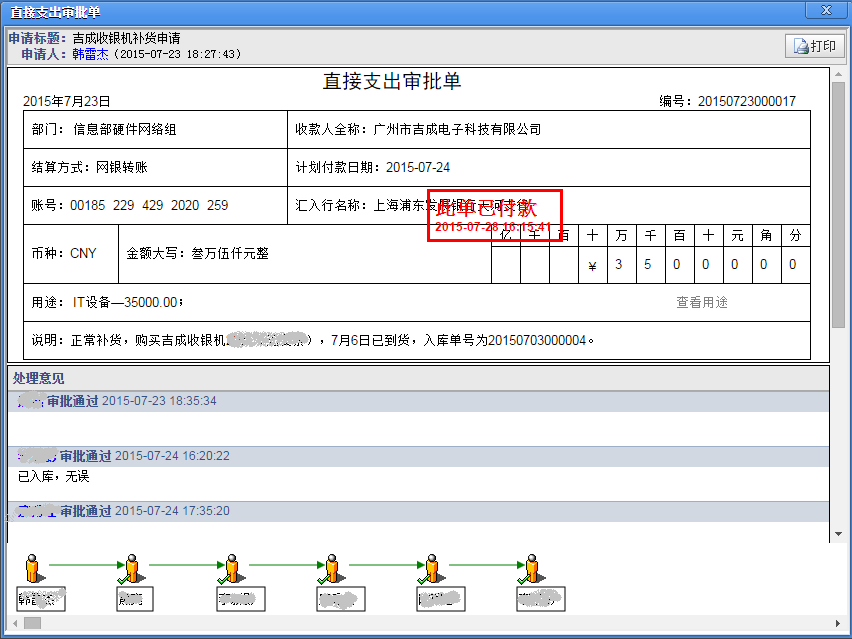 直接支出审批单
申请标题：吉成收银机补货申请
申请人：韩雷杰（2015-07-23 18:27:43）
打印
直接支出审批单
2015年7月23日 编号：20150723000017
部门：信息部硬件网络组 收款人全称：广州市吉成电子科技有限公司
结算方式：网银转账 计划付款日期：2015-07-24
账号：00185 229 429 2020 259 汇入行名称：上海浦东发展银行天河支行
此单已付款
2015-07-28 16:15:41
币种：CNY 金额大写：叁万伍仟元整
亿 千 百 十 万 千 百 十 元 角 分
¥ 3 5 0 0 0 0 0
用途：IT设备—35000.00； 查看用途
说明：正常补货，购买吉成收银机 ），7月6日已到货，入库单号为20150703000004。
处理意见
审批通过 2015-07-23 18:35:34
审批通过 2015-07-24 16:20:22
已入库，无误
审批通过 2015-07-24 17:35:20